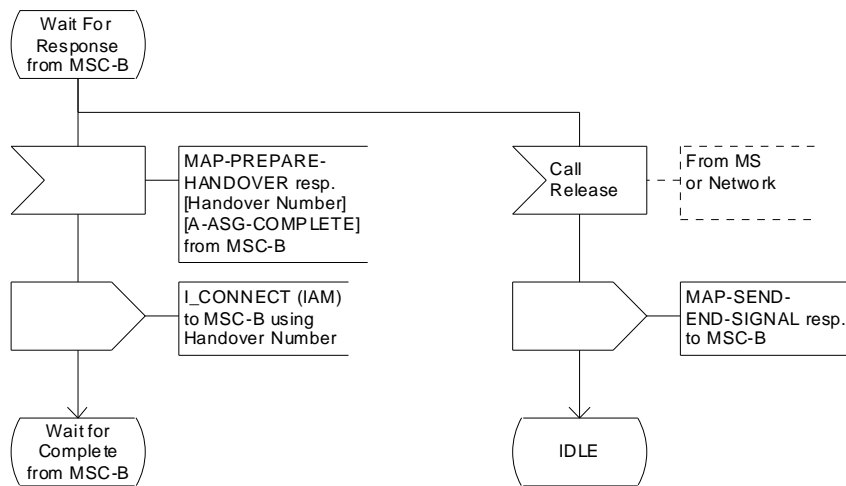 Wait For
Response
from MSC-B
MAP-PREPARE-
HANDOVER resp.
[Handover Number]
[A-ASG-COMPLETE]
from MSC-B
Call
Release
From MS
or Network
I_CONNECT (IAM)
to MSC-B using
Handover Number
MAP-SEND-
END-SIGNAL resp.
to MSC-B
Wait for
Complete
from MSC-B
IDLE